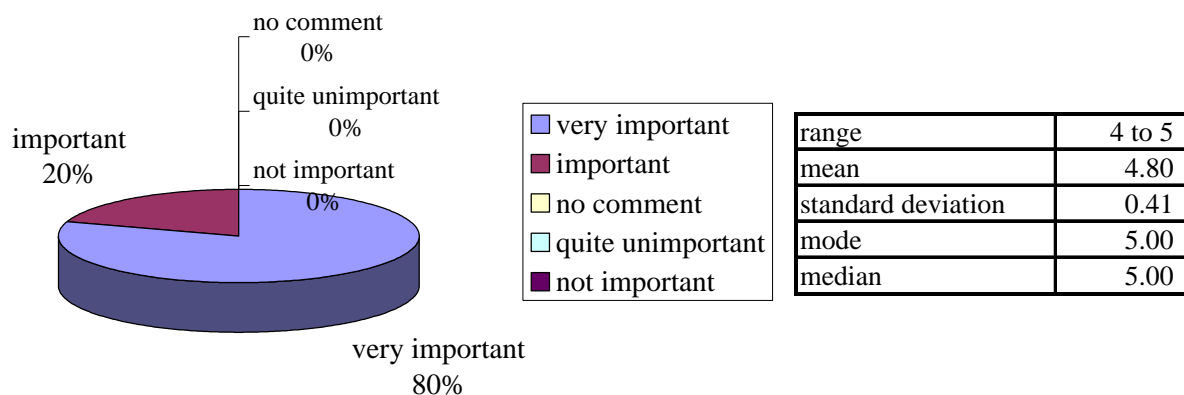 no comment
0%
quite unimportant
0%
not important
0%
important
20%
very important
80%
very important
important
no comment
quite unimportant
not important
range 4 to 5
mean 4.80
standard deviation 0.41
mode 5.00
median 5.00